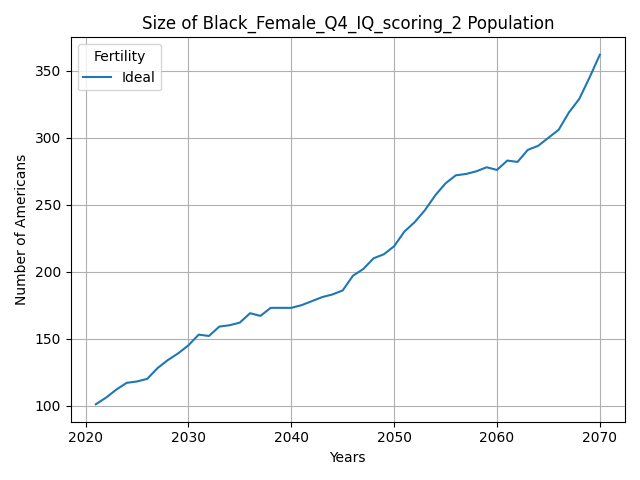 Size of Black_Female_Q4_IQ_scoring_2 Population
Fertility
Ideal
Number of Americans
350
300
250
200
150
100
2020 2030 2040 2050 2060 2070
Years